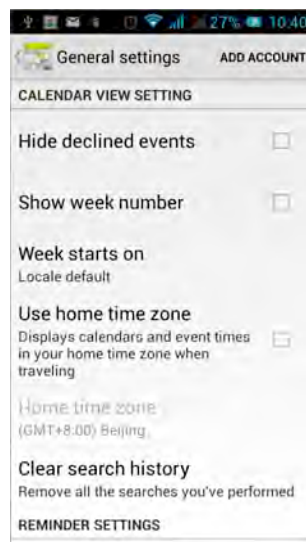 27% 10:40
General settings ADD ACCOUNT
CALENDAR VIEW SETTING
Hide declined events
Show week number
Week starts on
Locale default
Use home time zone
Displays calendars and event times
in your home time zone when
traveling
Home time zone
(GMT+8:00) Beijing
Clear search history
Remove all the searches you've performed
REMINDER SETTINGS